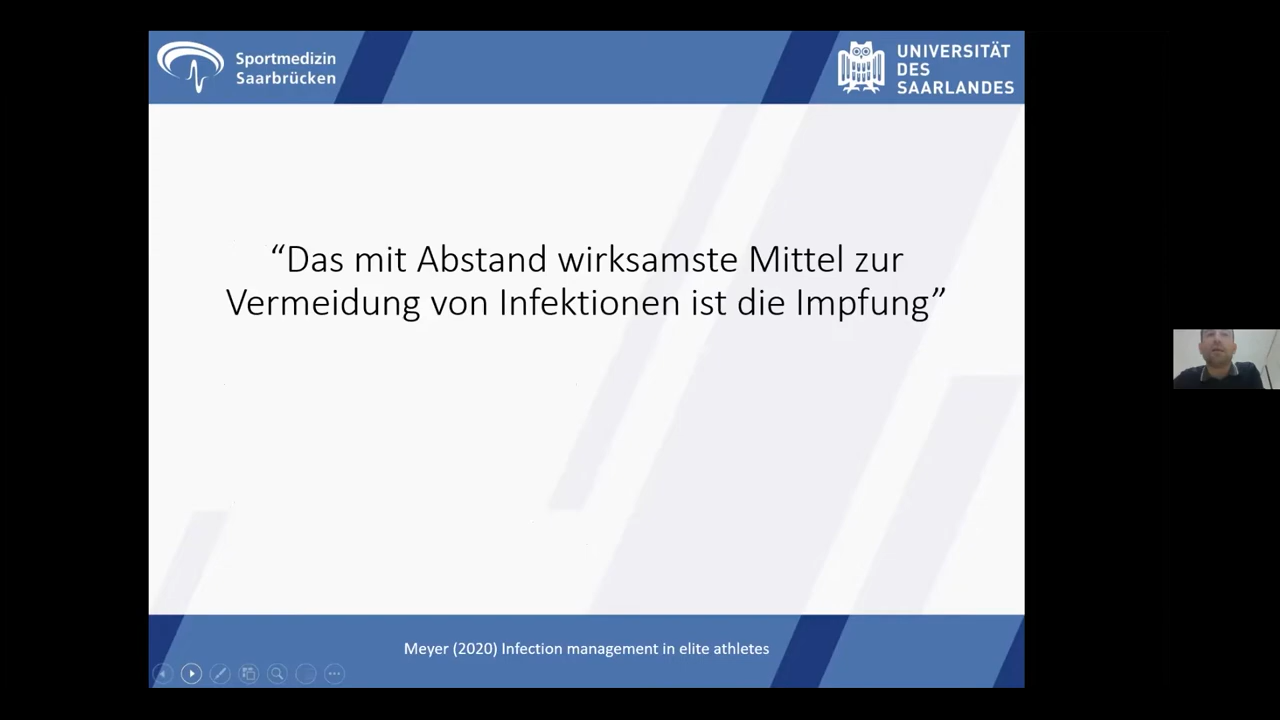 Sportmedizin
Saarbrücken
UNIVERSITÄT
DES
SAARLANDES
“Das mit Abstand wirksamste Mittel zur
Vermeidung von Infektionen ist die Impfung”
Meyer (2020) Infection management in elite athletes